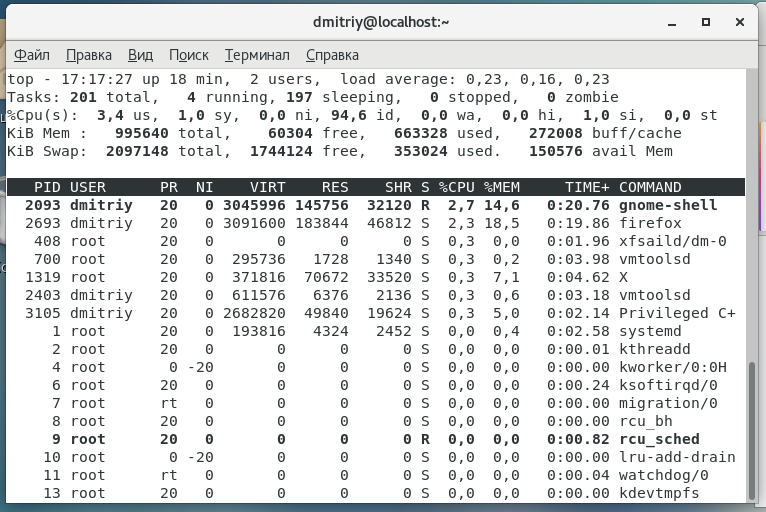 dmitriy@localhost:~
Файл Правка Вид Поиск Терминал Справка
top - 17:17:27 up 18 min,  2 users,  load average: 0,23, 0,16, 0,23
Tasks: 201 total,   4 running, 197 sleeping,   0 stopped,   0 zombie
%Cpu(s):  3,4 us,  1,0 sy,  0,0 ni, 94,6 id,  0,0 wa,  0,0 hi,  1,0 si,  0,0 st
KiB Mem :   995640 total,    60304 free,   663328 used,   272008 buff/cache
KiB Swap:  2097148 total,  1744124 free,   353024 used.   150576 avail Mem
PID USER      PR  NI    VIRT    RES    SHR S %CPU %MEM     TIME+ COMMAND
2093 dmitriy   20   0 3045996 145756  32120 R  2,7 14,6   0:20.76 gnome-shell
2693 dmitriy   20   0 3091600 183844  46812 S  2,3 18,5   0:19.86 firefox
408 root      20   0       0      0      0 S  0,3  0,0   0:01.96 xfsaild/dm-0
700 root      20   0  295736   1728   1340 S  0,3  0,2   0:03.98 vmtoolsd
1319 root      20   0  371816  70672  33520 S  0,3  7,1   0:04.62 X
2403 dmitriy   20   0  611576   6376   2136 S  0,3  0,6   0:03.18 vmtoolsd
3105 dmitriy   20   0 2682820  49840  19624 S  0,3  5,0   0:02.14 Privileged C+
1 root      20   0  193816   4324   2452 S  0,0  0,4   0:02.58 systemd
2 root      20   0       0      0      0 S  0,0  0,0   0:00.01 kthreadd
4 root       0 -20       0      0      0 S  0,0  0,0   0:00.00 kworker/0:0H
6 root      20   0       0      0      0 S  0,0  0,0   0:00.24 ksoftirqd/0
7 root      rt   0       0      0      0 S  0,0  0,0   0:00.00 migration/0
8 root      20   0       0      0      0 S  0,0  0,0   0:00.00 rcu_bh
9 root      20   0       0      0      0 R  0,0  0,0   0:00.82 rcu_sched
10 root       0 -20       0      0      0 S  0,0  0,0   0:00.00 lru-add-drain
11 root      rt   0       0      0      0 S  0,0  0,0   0:00.04 watchdog/0
13 root      20   0       0      0      0 S  0,0  0,0   0:00.00 kdevtmpfs